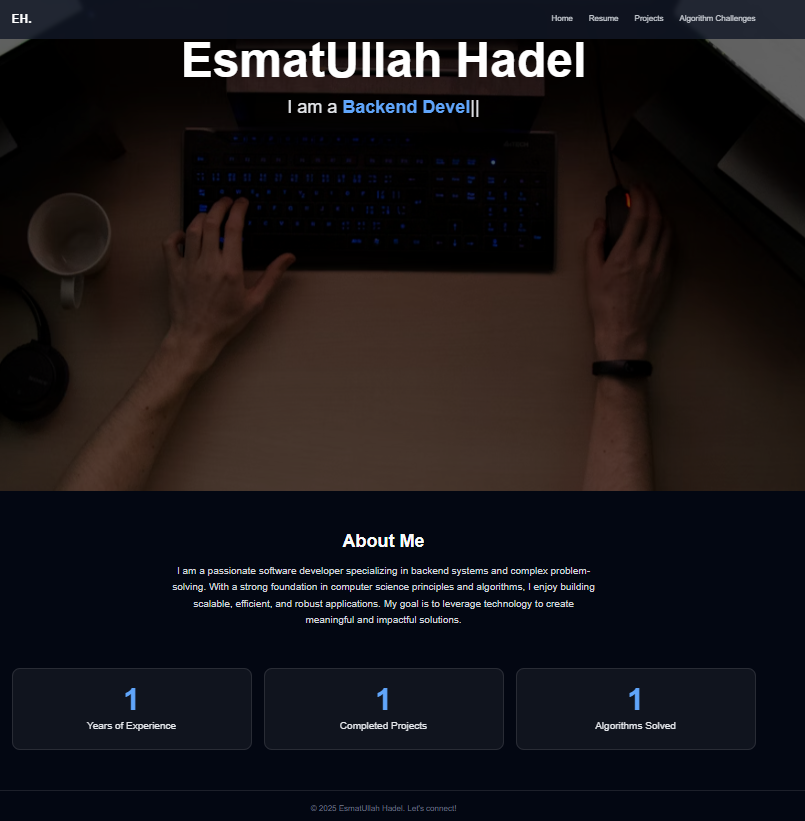 EH.
Home Resume Projects Algorithm Challenges
EsmatUllah Hadel
I am a Backend Devel||
About Me
I am a passionate software developer specializing in backend systems and complex problem-
solving. With a strong foundation in computer science principles and algorithms, I enjoy building
scalable, efficient, and robust applications. My goal is to leverage technology to create
meaningful and impactful solutions.
1
Years of Experience
1
Completed Projects
1
Algorithms Solved
© 2025 EsmatUllah Hadel. Let's connect!